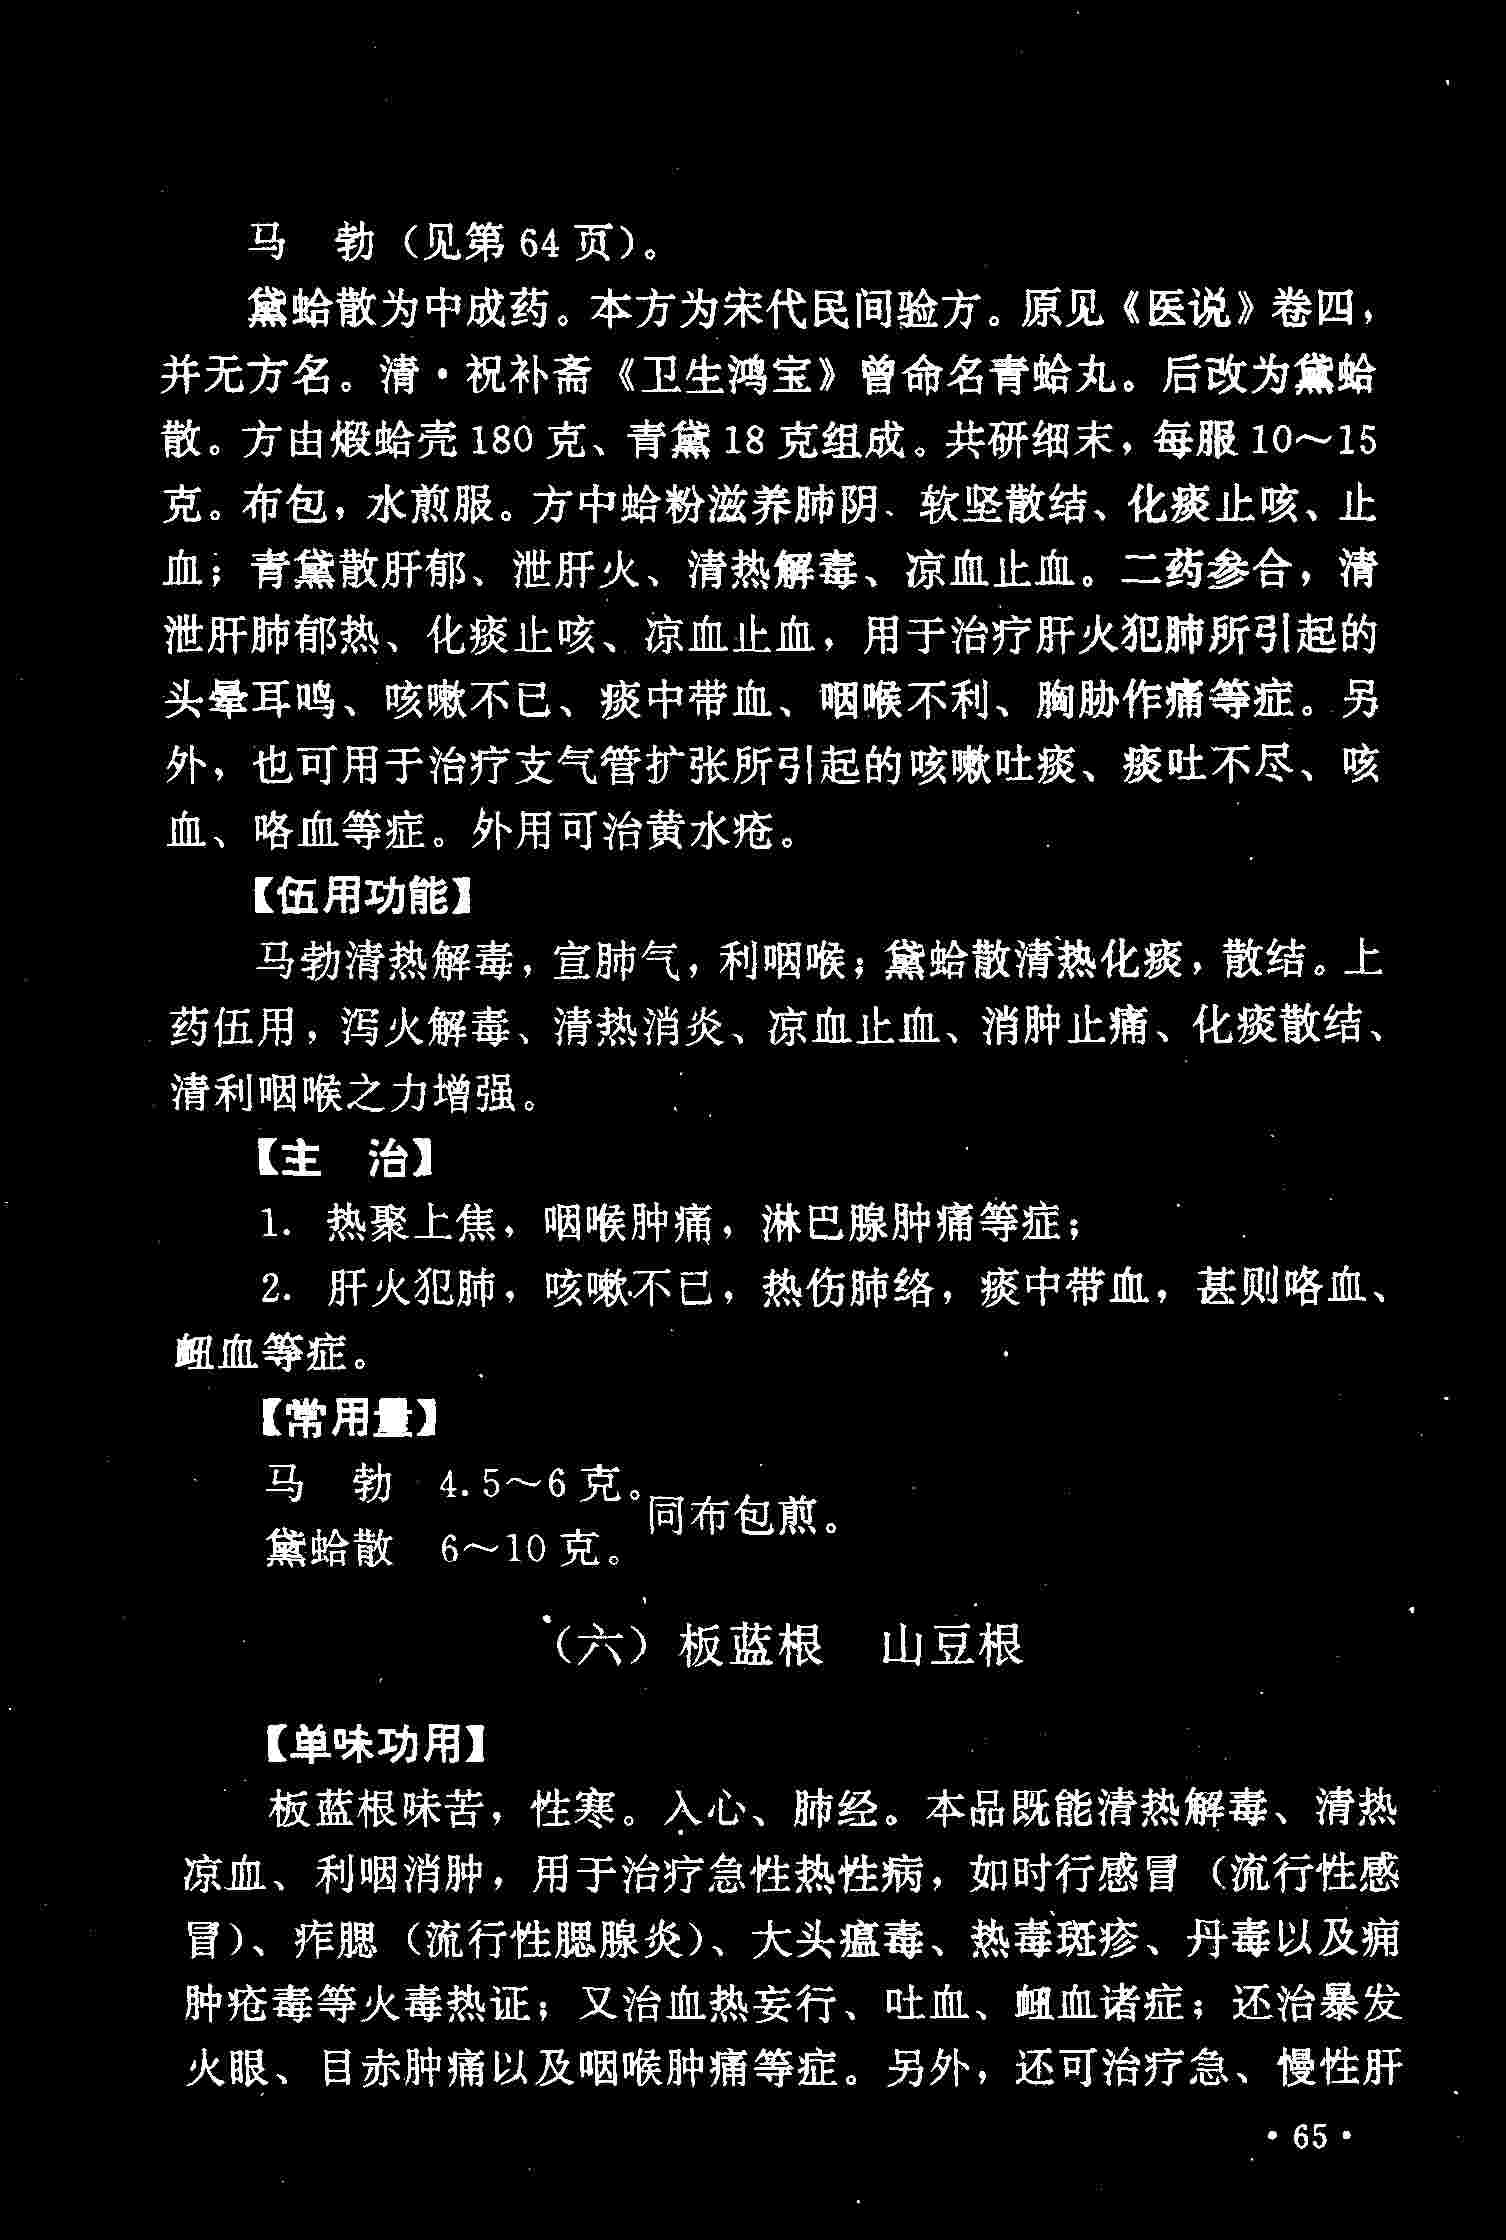 马　勃（见第64页）。
黛蛤散为中成药。本方为宋代民间验方。原见《医说》卷四，
并无方名。清·祝补斋《卫生鸿宝》曾命名青蛤丸。后改为黛蛤
散。方由煅蛤壳180克、青黛18克组成。共研细末，每服10～15
克。布包，水煎服。方中蛤粉滋养肺阴、软坚散结、化痰止咳、止
血；青黛散肝郁、泄肝火、清热解毒、凉血止血。二药参合，清
泄肝肺郁热、化痰止咳、凉血止血，用于治疗肝火犯肺所引起的
头晕耳鸣、咳嗽不已、痰中带血、咽喉不利、胸胁作痛等症。另
外，也可用于治疗支气管扩张所引起的咳嗽吐痰、痰吐不尽、咳
血、咯血等症。外用可治黄水疮。
【伍用功能】
马勃清热解毒，宣肺气，利咽喉；黛蛤散清热化痰，散结。上
药伍用，泻火解毒、清热消炎、凉血止血、消肿止痛、化痰散结、
清利咽喉之力增强。
【主　治】
1. 热聚上焦，咽喉肿痛，淋巴腺肿痛等症；
2. 肝火犯肺，咳嗽不已，热伤肺络，痰中带血，甚则咯血、
衄血等症。
【常用量】
马　勃　4.5～6克。
同布包煎。
黛蛤散　6～10克。
（六）板蓝根　山豆根
【单味功用】
板蓝根味苦，性寒。入心、肺经。本品既能清热解毒、清热
凉血、利咽消肿，用于治疗急性热性病，如时行感冒（流行性感
冒）、痄腮（流行性腮腺炎）、大头瘟毒、热毒斑疹、丹毒以及痈
肿疮毒等火毒热证；又治血热妄行、吐血、衄血诸症；还治暴发
火眼、目赤肿痛以及咽喉肿痛等症。另外，还可治疗急、慢性肝
·65·